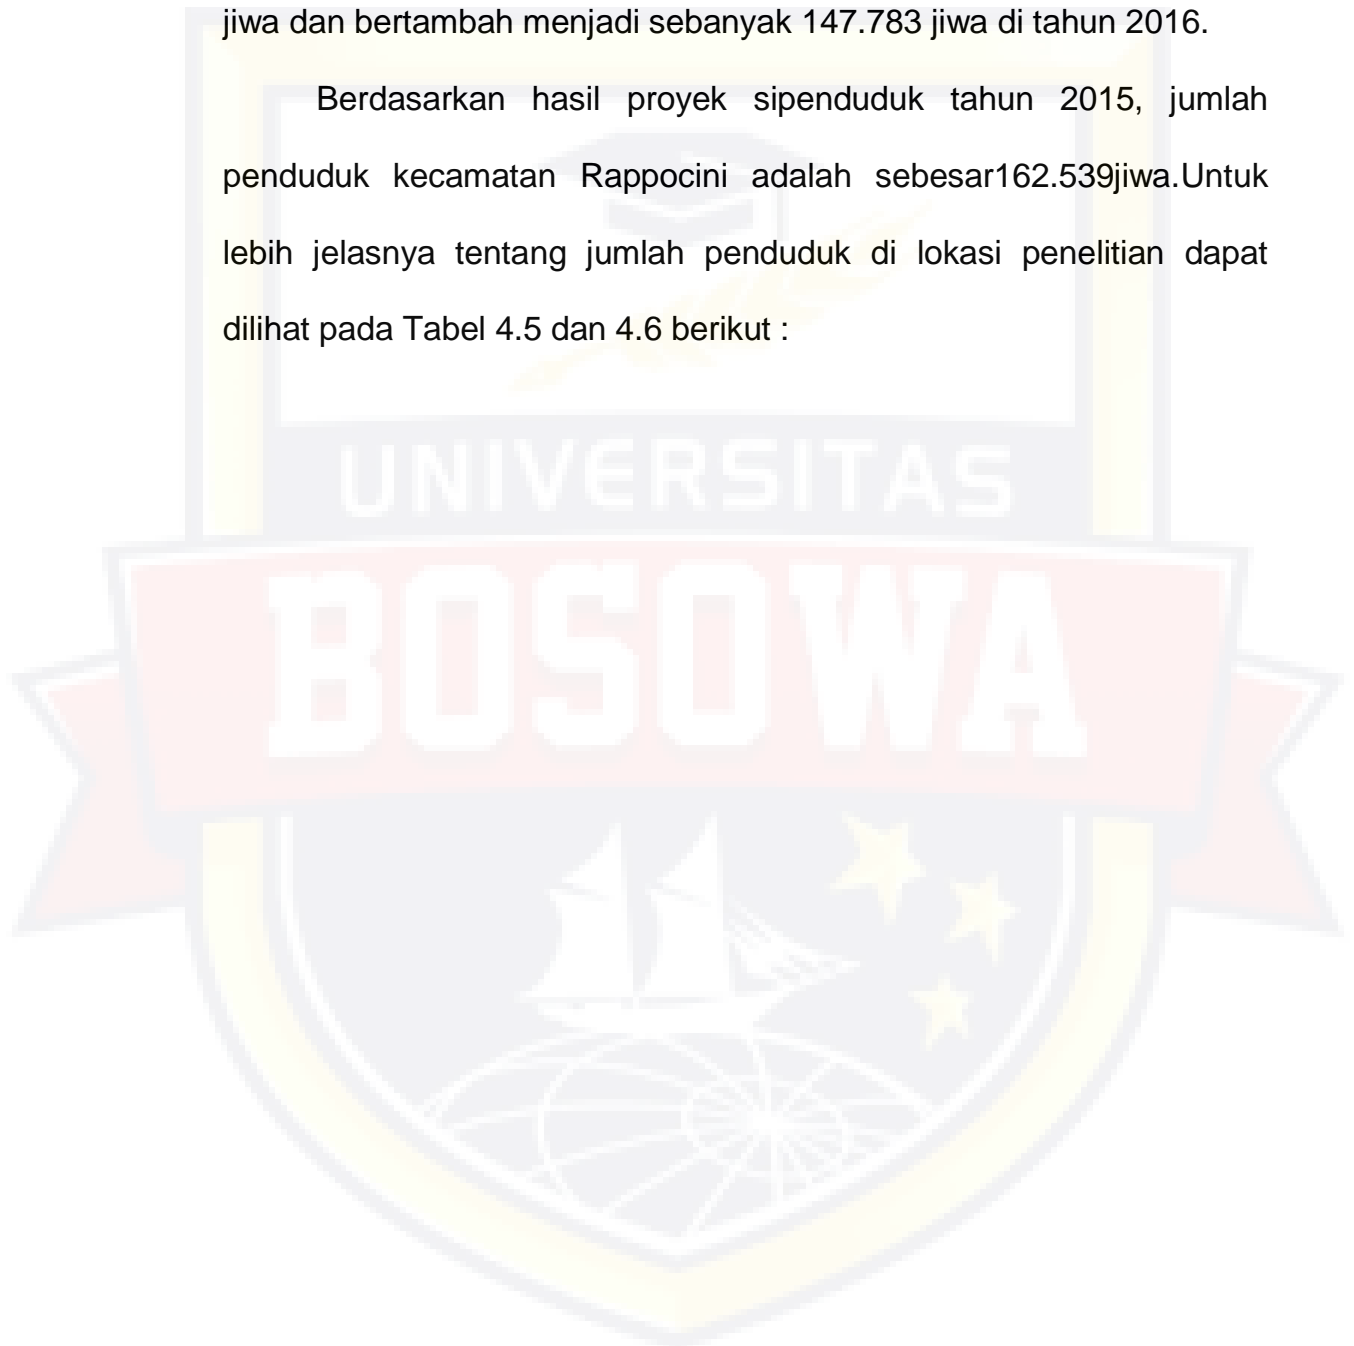 jiwa dan bertambah menjadi sebanyak 147.783 jiwa di tahun 2016.
Berdasarkan hasil proyek sipenduduk tahun 2015, jumlah
penduduk kecamatan Rappocini adalah sebesar162.539jiwa.Untuk
lebih jelasnya tentang jumlah penduduk di lokasi penelitian dapat
dilihat pada Tabel 4.5 dan 4.6 berikut :
UNIVERSITAS
BOSOWA